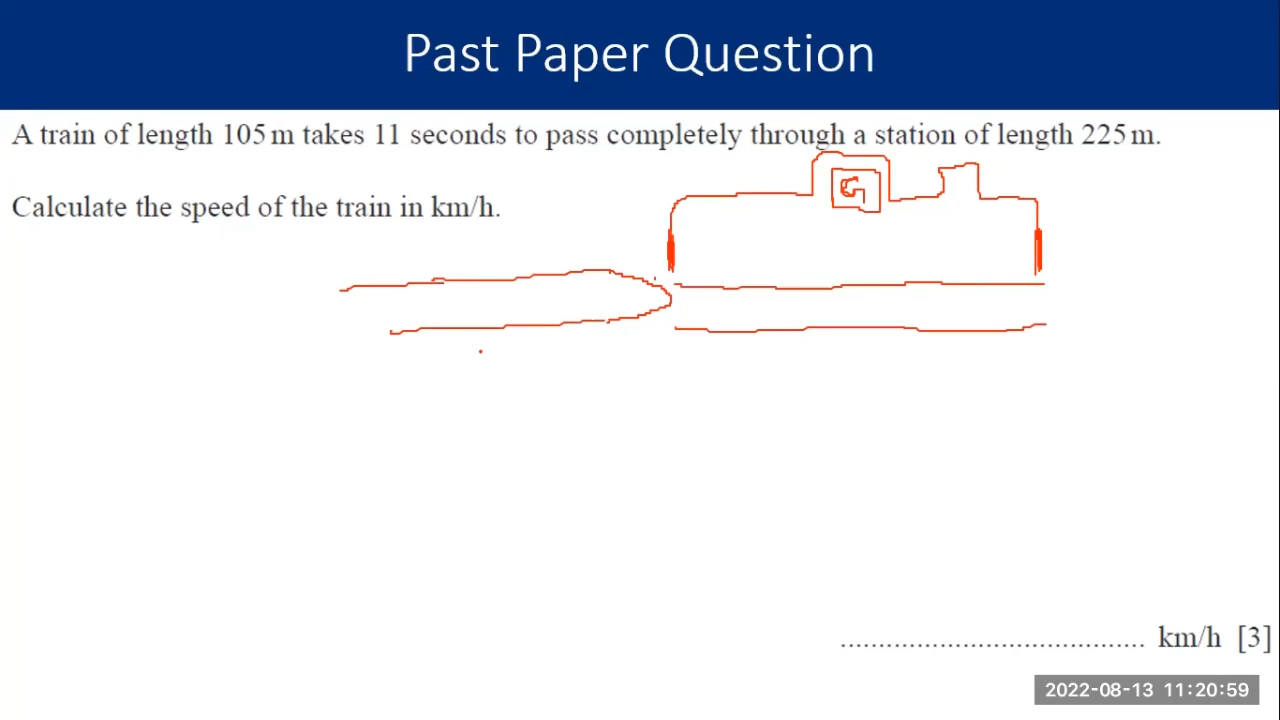 Past Paper Question
A train of length 105 m takes 11 seconds to pass completely through a station of length 225 m.
Calculate the speed of the train in km/h.
G
........................................ km/h [3]
2022-08-13 11:20:59